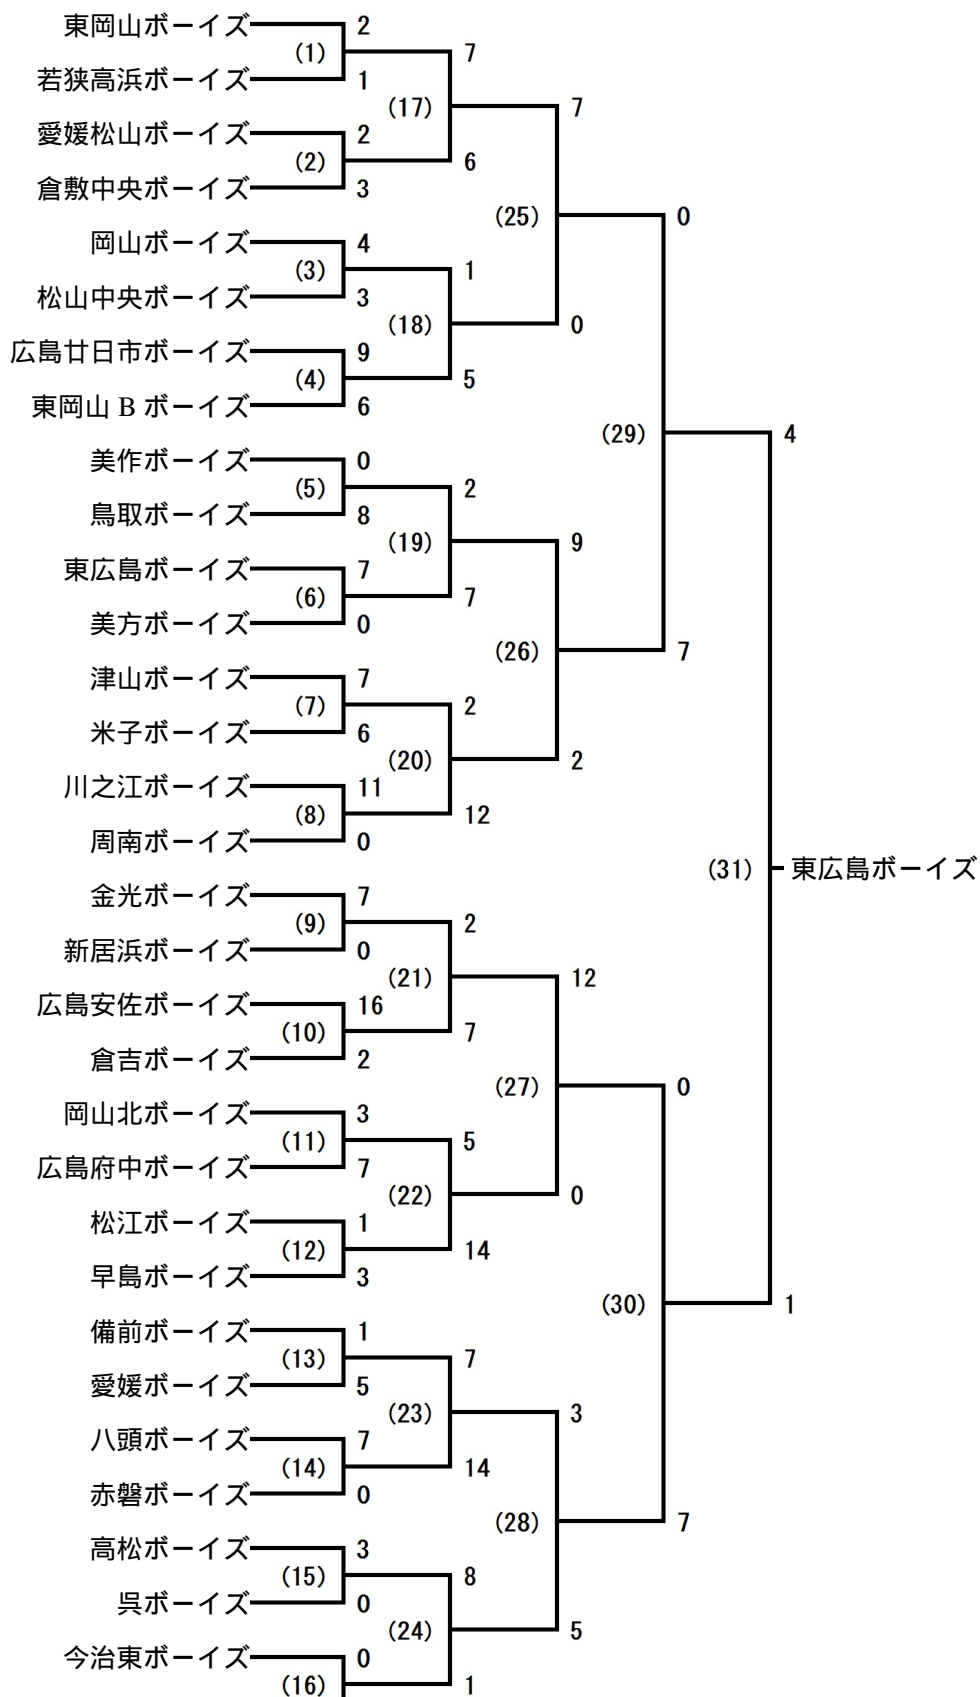 東岡山ボーイズ 2
(1) 7
若狭高浜ボーイズ 1
(17) 7
愛媛松山ボーイズ 2
(2) 6
倉敷中央ボーイズ 3
(25) 0
岡山ボーイズ 4
(3) 1
松山中央ボーイズ 3
(18) 0
広島廿日市ボーイズ 9
(4) 5
東岡山 B ボーイズ 6
(29) 4
美作ボーイズ 0
(5) 2
鳥取ボーイズ 8
(19) 9
東広島ボーイズ 7
(6) 7
美方ボーイズ 0
(26) 7
津山ボーイズ 7
(7) 2
米子ボーイズ 6
(20) 2
川之江ボーイズ 11
(8) 12
周南ボーイズ 0
(31) 東広島ボーイズ
金光ボーイズ 7
(9) 2
新居浜ボーイズ 0
(21) 12
広島安佐ボーイズ 16
(10) 7
倉吉ボーイズ 2
(27) 0
岡山北ボーイズ 3
(11) 5
広島府中ボーイズ 7
(22) 0
松江ボーイズ 1
(12) 14
早島ボーイズ 3
(30) 1
備前ボーイズ 1
(13) 7
愛媛ボーイズ 5
(23) 3
八頭ボーイズ 7
(14) 14
赤磐ボーイズ 0
(28) 7
高松ボーイズ 3
(15) 8
呉ボーイズ 0
(24) 5
今治東ボーイズ 0
(16) 1